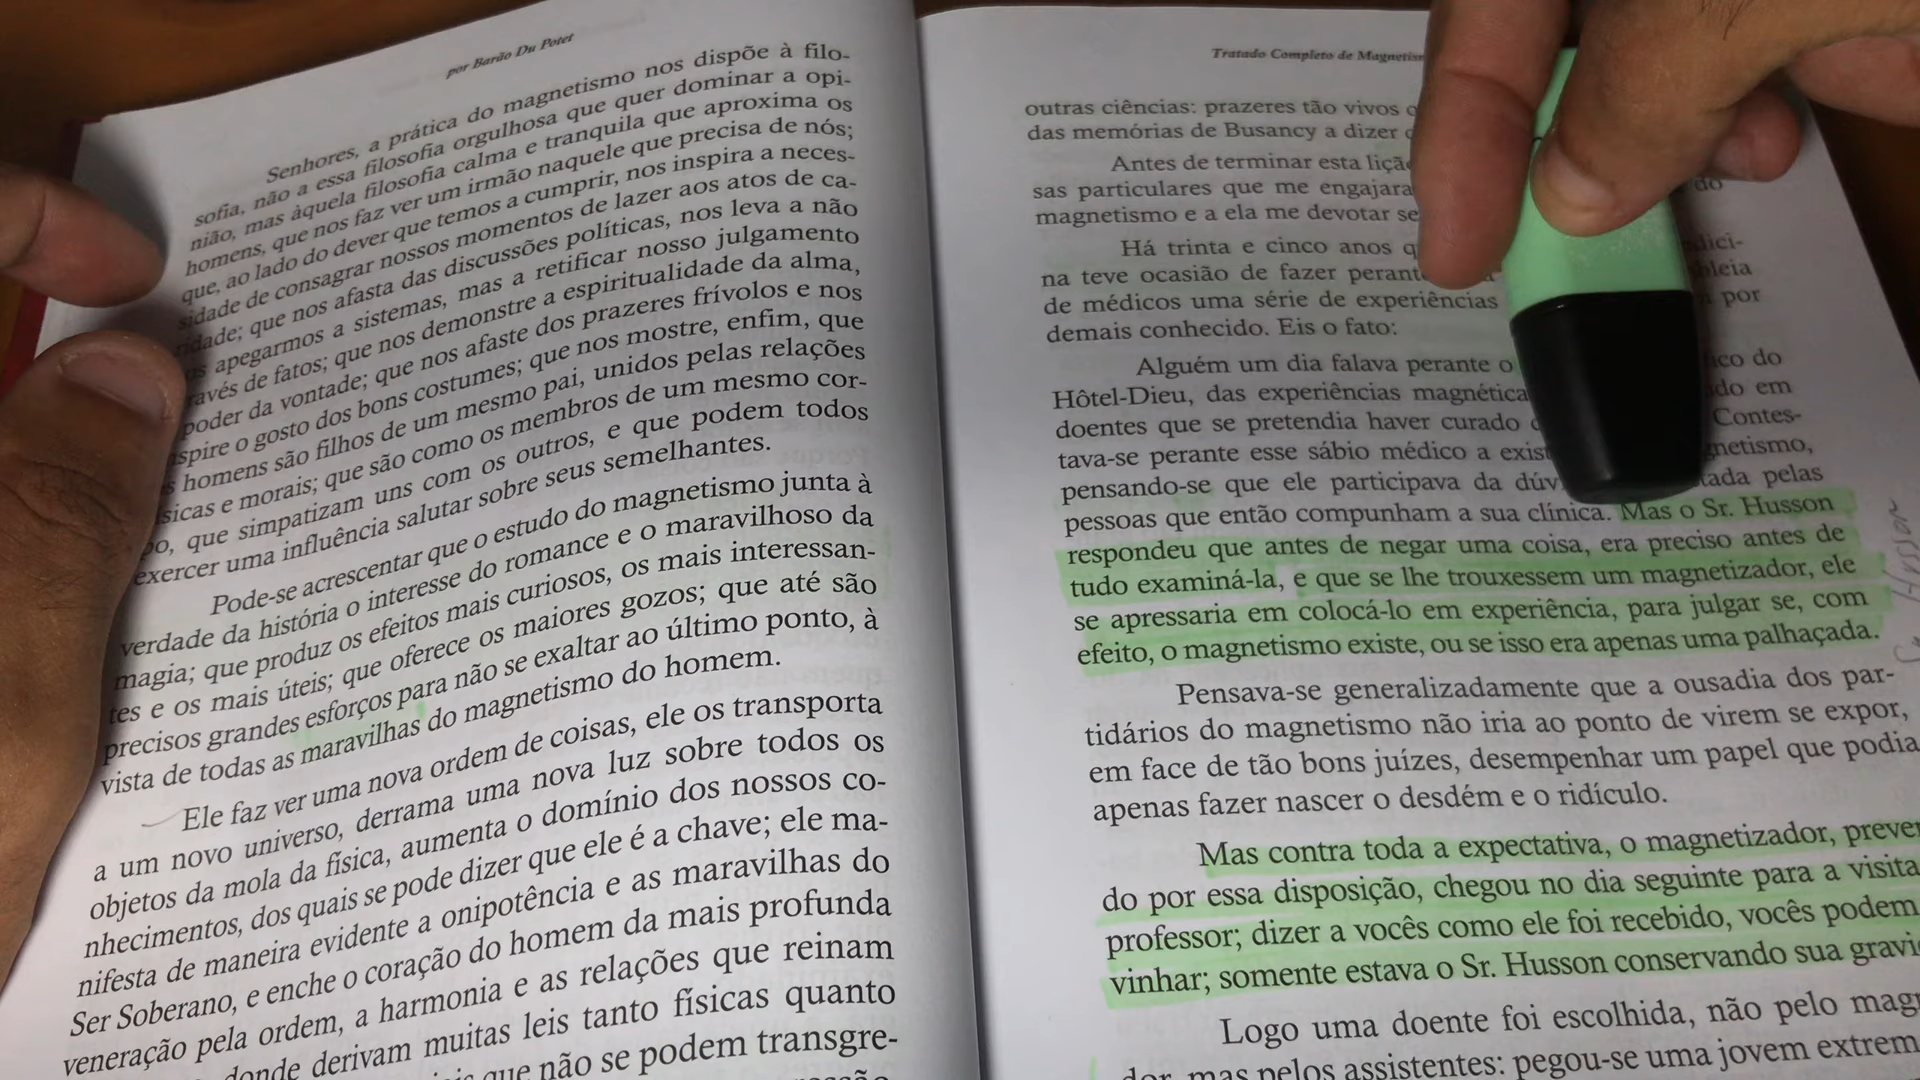 por Barão Du Potet
Senhores, a prática do magnetismo nos dispõe à filo-
sofia, não a essa filosofia orgulhosa que quer dominar a opi-
nião, mas àquela filosofia calma e tranquila que aproxima os
homens, que nos faz ver um irmão naquele que precisa de nós;
que, ao lado do dever que temos a cumprir, nos inspira a neces-
sidade de consagrar nossos momentos de lazer aos atos de ca-
ridade; que nos afasta das discussões políticas, nos leva a não
apegarmos a sistemas, mas a retificar nosso julgamento
através de fatos; que nos demonstre a espiritualidade da alma,
poder da vontade; que nos afaste dos prazeres frívolos e nos
inspire o gosto dos bons costumes; que nos mostre, enfim, que
homens são filhos de um mesmo pai, unidos pelas relações
físicas e morais; que são como os membros de um mesmo cor-
po, que simpatizam uns com os outros, e que podem todos
exercer uma influência salutar sobre seus semelhantes.
Pode-se acrescentar que o estudo do magnetismo junta à
verdade da história o interesse do romance e o maravilhoso da
magia; que produz os efeitos mais curiosos, os mais interessan-
tes e os mais úteis; que oferece os maiores gozos; que até são
precisos grandes esforços para não se exaltar ao último ponto, à
vista de todas as maravilhas do magnetismo do homem.
Ele faz ver uma nova ordem de coisas, ele os transporta
a um novo universo, derrama uma nova luz sobre todos os
objetos da mola da física, aumenta o domínio dos nossos co-
nhecimentos, dos quais se pode dizer que ele é a chave; ele ma-
nifesta de maneira evidente a onipotência e as maravilhas do
Ser Soberano, e enche o coração do homem da mais profunda
veneração pela ordem, a harmonia e as relações que reinam
donde derivam muitas leis tanto físicas quanto
que não se podem transgre-
Tratado Completo de
outras ciências: prazeres tão vivos
das memórias de Busancy a dizer
Antes de terminar esta
sas particulares que me
magnetismo e a ela me devotar
do
Há trinta e cinco anos
dici-
na teve ocasião de fazer
bleia
de médicos uma série de experiências
por
demais conhecido. Eis o fato:
Alguém um dia falava perante o
ico do
Hôtel-Dieu, das experiências
do em
doentes que se pretendia haver curado
Contes-
tava-se perante esse sábio médico a
gnetismo,
pensando-se que ele participava da
tada pelas
pessoas que então compunham a sua clínica. Mas o Sr. Husson
respondeu que antes de negar uma coisa, era preciso antes de
tudo examiná-la, e que se lhe trouxessem um magnetizador, ele
se apressaria em colocá-lo em experiência, para julgar se, com
efeito, o magnetismo existe, ou se isso era apenas uma palhaçada.
Pensava-se generalizadamente que a ousadia dos par-
tidários do magnetismo não iria ao ponto de virem se expor,
em face de tão bons juízes, desempenhar um papel que podia
apenas fazer nascer o desdém e o ridículo.
Mas contra toda a expectativa, o magnetizador,
do por essa disposição, chegou no dia seguinte para a visita
professor; dizer a vocês como ele foi recebido, vocês podem
vinhar; somente estava o Sr. Husson conservando sua
Logo uma doente foi escolhida, não pelo
dor, mas pelos assistentes: pegou-se uma jovem